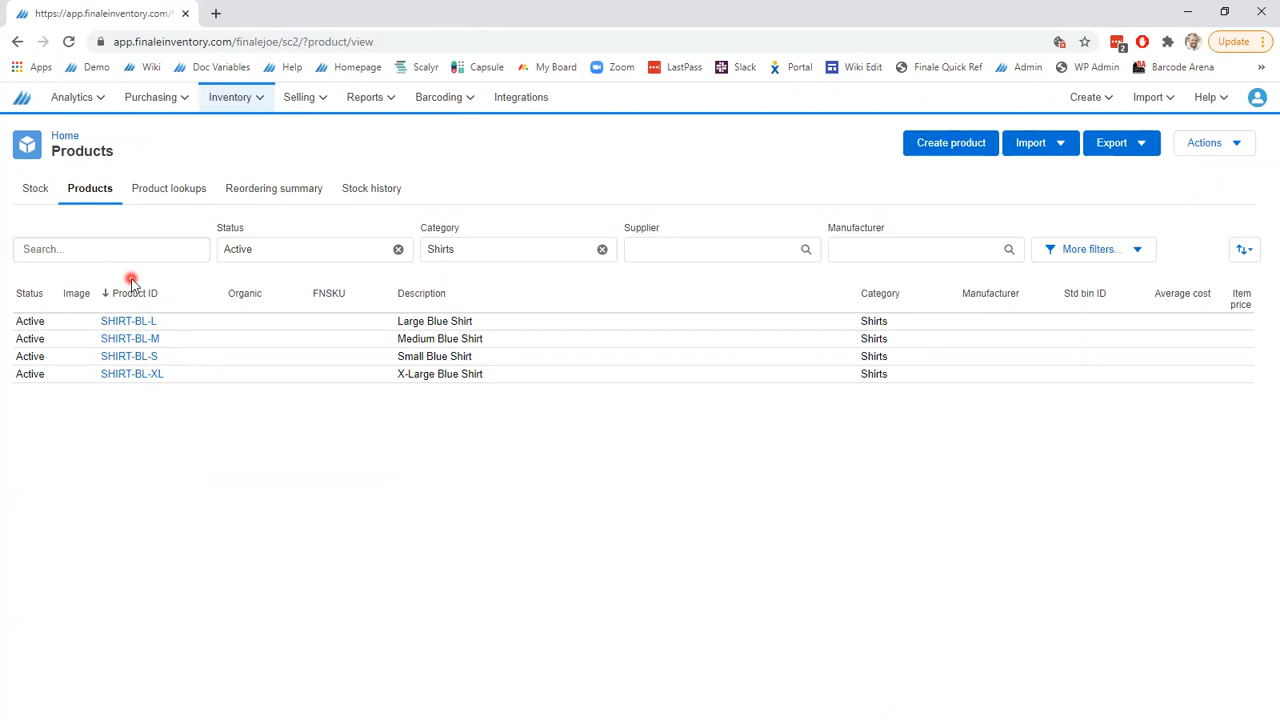 https://app.finaleinventory.com/
app.finaleinventory.com/finalejoe/sc2/?product/view
2
Update
Apps
Demo
Wiki
Doc Variables
Help
Homepage
Scalyr
Capsule
My Board
Zoom
LastPass
Slack
Portal
Wiki Edit
Finale Quick Ref
Admin
WP Admin
Barcode Arena
»
Analytics
Purchasing
Inventory
Selling
Reports
Barcoding
Integrations
Create
Import
Help
Home
Products
Create product
Import
Export
Actions
Stock
Products
Product lookups
Reordering summary
Stock history
Status
Category
Supplier
Manufacturer
Search...
Active
Shirts
More filters...
Status Image Product ID Organic FNSKU Description Category Manufacturer Std bin ID Average cost Item price
Active SHIRT-BL-L Large Blue Shirt Shirts
Active SHIRT-BL-M Medium Blue Shirt Shirts
Active SHIRT-BL-S Small Blue Shirt Shirts
Active SHIRT-BL-XL X-Large Blue Shirt Shirts